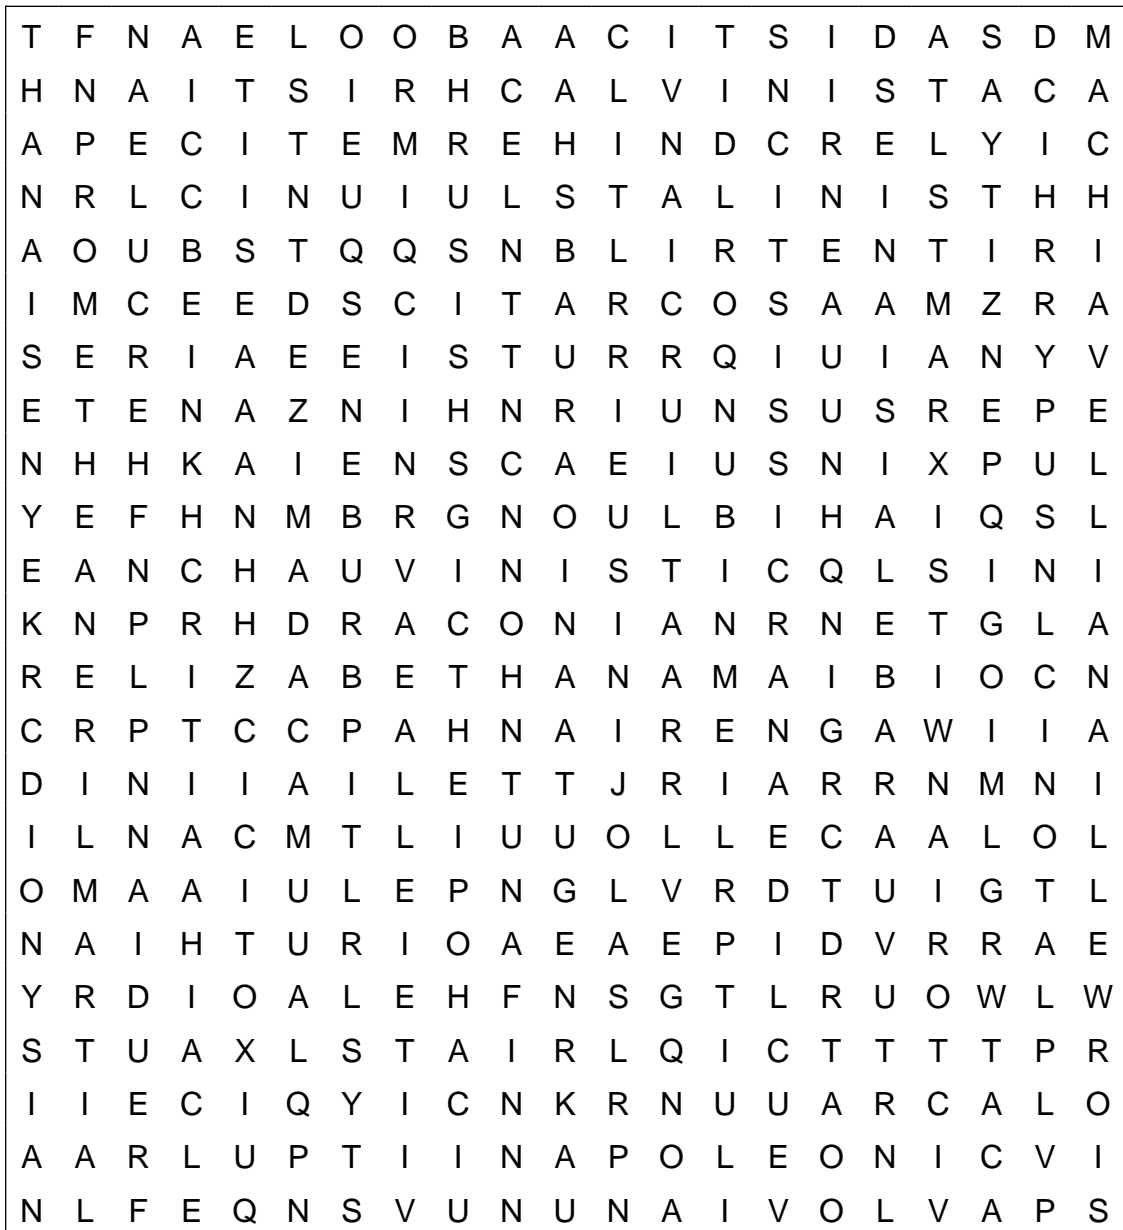 T F N A E L O O B A A C I T S I D A S D M
H N A I T S I R H C A L V I N I S T A C A
A P E C I T E M R E H I N D C R E L Y I C
N R L C I N U I U L S T A L I N I S T H H
A O U B S T Q Q S N B L I R T E N T I R I
I M C E E D S C I T A R C O S A A M Z R A
S E R I A E E I S T U R R Q I U I A N Y V
E T E N A Z N I H N R I U N S U S R E P E
N H H K A I E N S C A E I U S N I X P U L
Y E F H N M B R G N O U L B I H A I Q S L
E A N C H A U V I N I S T I C Q L S I N I
K N P R H D R A C O N I A N R N E T G L A
R E L I Z A B E T H A N A M A I B I O C N
C R P T C C P A H N A I R E N G A W I I A
D I N I I A I L E T T J R I A R R N M N I
I L N A C M T L I U U O L L E C A A L O L
O M A A I U L E P N G L V R D T U I G T L
N A I H T U R I O A E A E P I D V R R A E
Y R D I O A L E H F N S G T L R U O W L W
S T U A X L S T A I R L Q I C T T T T P R
I I E C I Q Y I C N K R N U U A R C A L O
A A R L U P T I I N A P O L E O N I C V I
N L F E Q N S V U N U N A I V O L V A P S